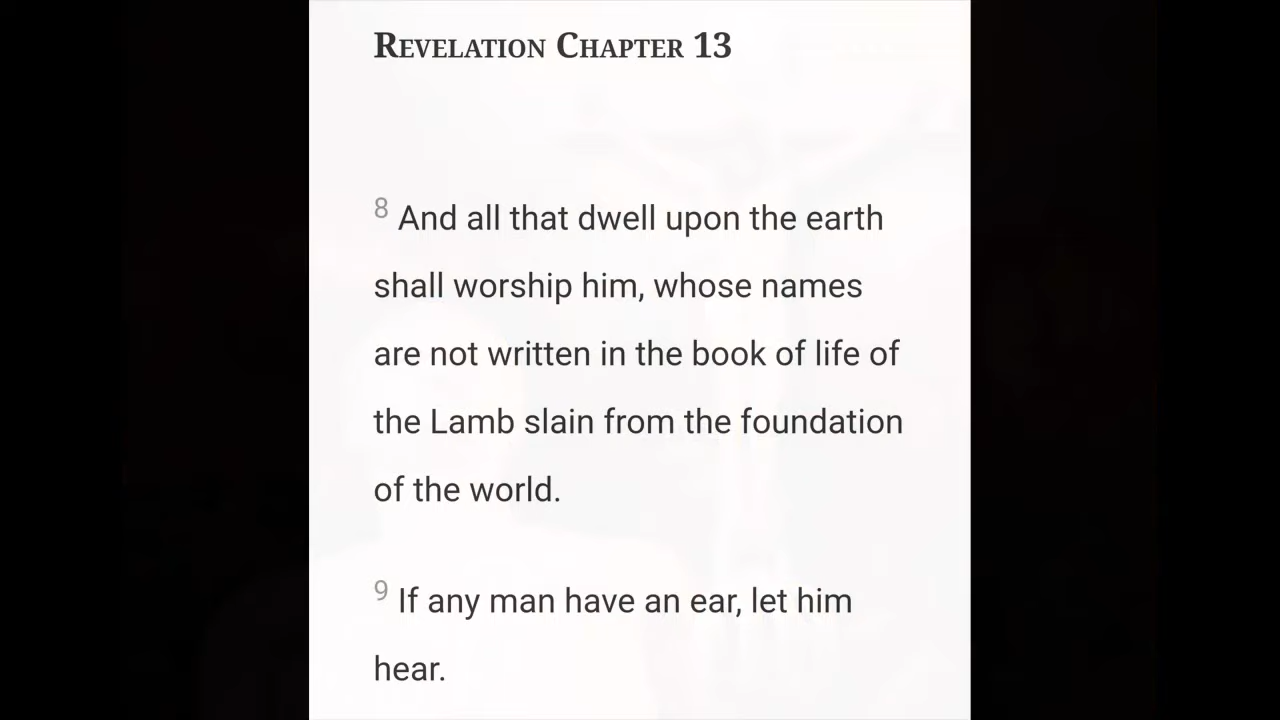 Revelation Chapter 13
8 And all that dwell upon the earth
shall worship him, whose names
are not written in the book of life of
the Lamb slain from the foundation
of the world.
9 If any man have an ear, let him
hear.